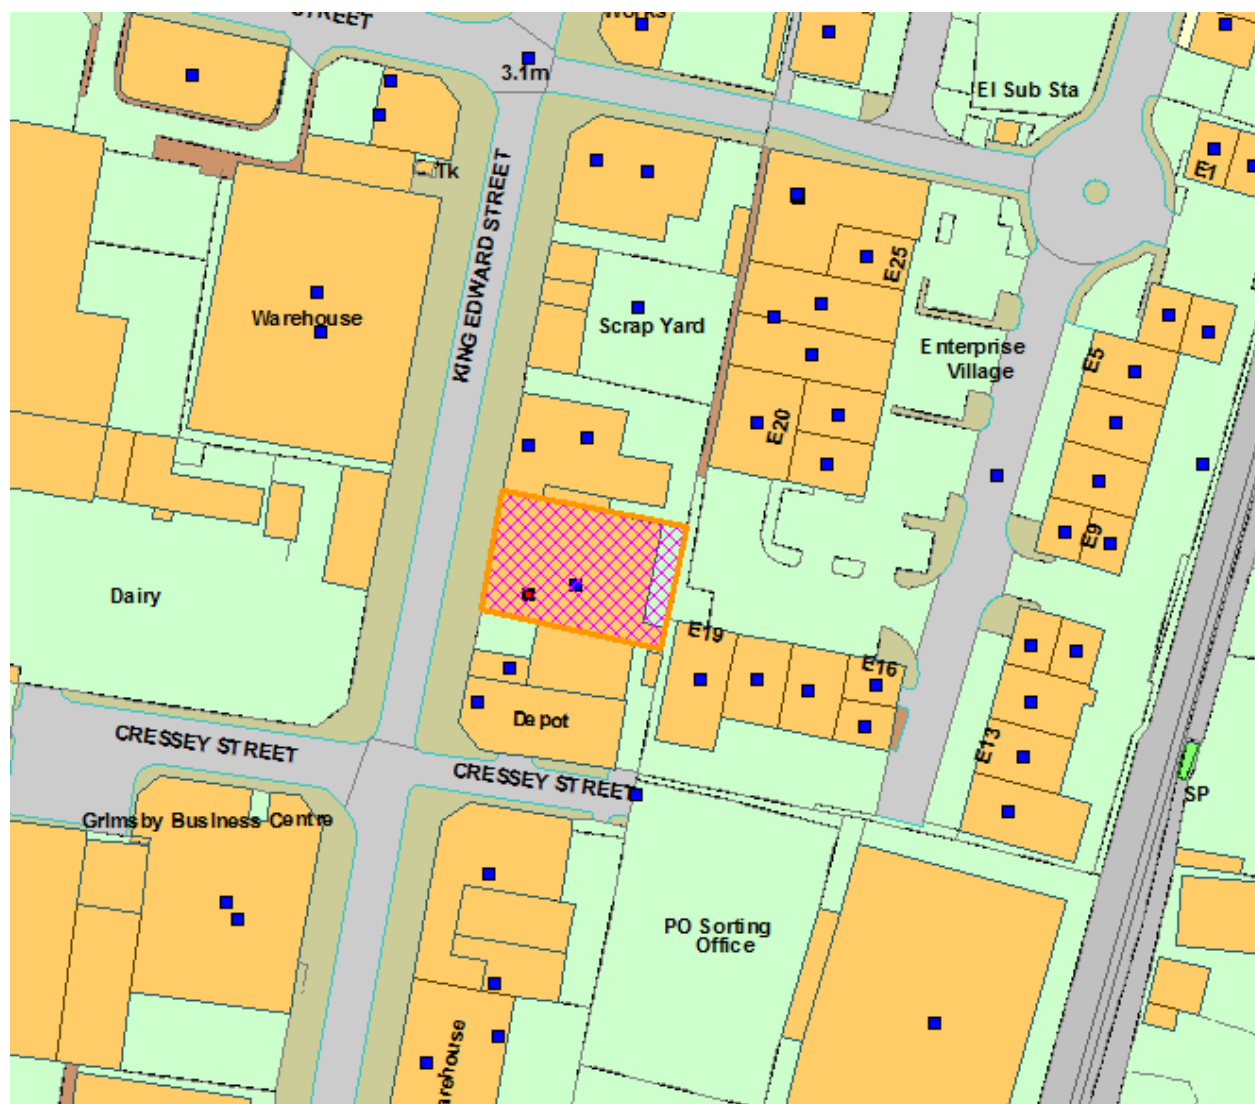 STREET
Works
3.1m
El Sub Sta
E1
Tk
KING EDWARD STREET
E25
Warehouse
Scrap Yard
Enterprise
Village
E5
E20
E9
Dairy
E19
E16
Depot
E13
CRESSEY STREET
CRESSEY STREET
SP
Grimsby Business Centre
PO Sorting
Office
arehouse